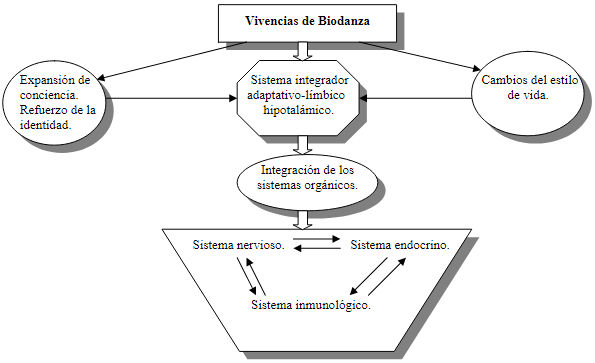 Vivencias de Biodanza
Expansión de
conciencia.
Refuerzo de la
identidad.
Sistema integrador
adaptativo-límbico
hipotalámico.
Cambios del estilo
de vida.
Integración de los
sistemas orgánicos.
Sistema nervioso.
Sistema endocrino.
Sistema inmunológico.